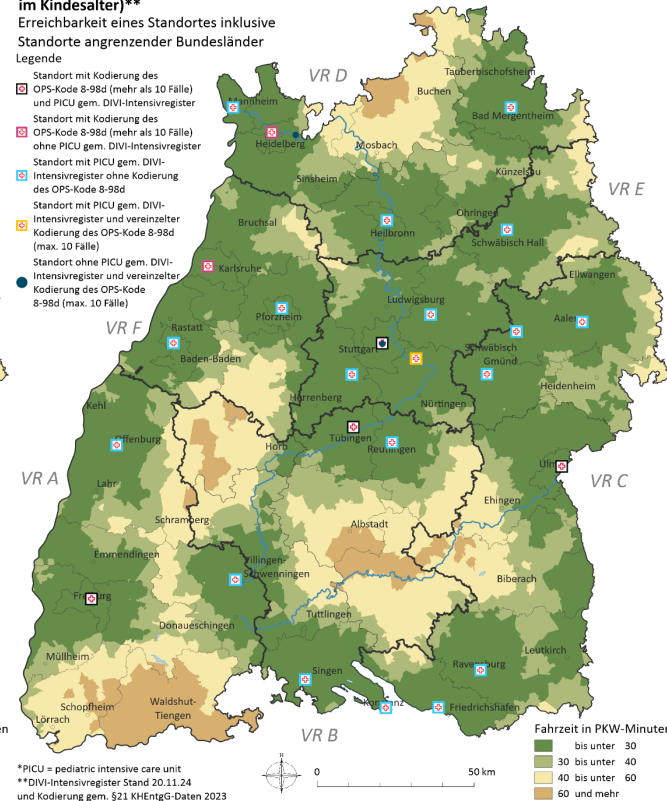 im Kindesalter)**
Erreichbarkeit eines Standortes inklusive
Standorte angrenzender Bundesländer
Legende
Standort mit Kodierung des
OPS-Kode 8-98d (mehr als 10 Fälle)
und PICU gem. DIVI-Intensivregister
Standort mit Kodierung des
OPS-Kode 8-98d (mehr als 10 Fälle)
ohne PICU gem. DIVI-Intensivregister
Standort mit PICU gem. DIVI-
Intensivregister ohne Kodierung
des OPS-Kode 8-98d
Standort mit PICU gem. DIVI-
Intensivregister und vereinzelter
Kodierung des OPS-Kode 8-98d
(max. 10 Fälle)
Standort ohne PICU gem. DIVI-
Intensivregister und vereinzelter
Kodierung des OPS-Kode
8-98d (max. 10 Fälle)
VR D
Tauberbischofsheim
Buchen
Mannheim
Bad Mergentheim
Heidelberg
Mosbach
Sinsheim
Künzelsau
VR E
Bruchsal
Öhringen
Heilbronn
Schwäbisch Hall
Karlsruhe
Ellwangen
Ludwigsburg
Pforzheim
Aalen
VR F
Rastatt
Stuttgart
Schwäbisch
Gmünd
Baden-Baden
Heidenheim
Kehl
Herrenberg
Nürtingen
Offenburg
Horb
Tübingen
Reutlingen
Ulm
VR A
Lahr
VR C
Ehingen
Schramberg
Albstadt
Emmendingen
Villingen-
Schwenningen
Biberach
Freiburg
Donaueschingen
Tuttlingen
Leutkirch
Müllheim
Singen
Ravensburg
Schopfheim
Waldshut-
Tiengen
Konstanz
Friedrichshafen
Lörrach
VR B
Fahrzeit in PKW-Minuten
bis unter 30
30 bis unter 40
40 bis unter 60
60 und mehr
N
0 50 km
*PICU = pediatric intensive care unit
**DIVI-Intensivregister Stand 20.11.24
und Kodierung gem. §21 KHEntgG-Daten 2023